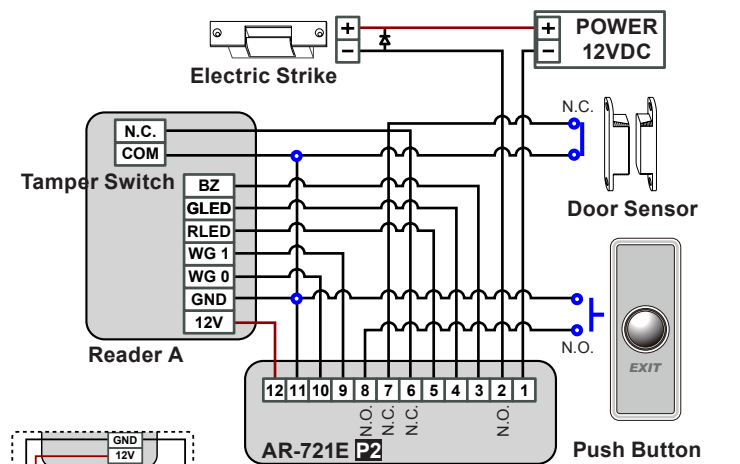 +
−
+
−
POWER
12VDC
Electric Strike
N.C.
N.C.
COM
Tamper Switch
Door Sensor
BZ
GLED
RLED
WG 1
WG 0
GND
12V
Reader A
N.O.
EXIT
12 11 10 9 8 7 6 5 4 3 2 1
N.O. N.C. N.C. N.O.
AR-721E P2
Push Button
GND
12V